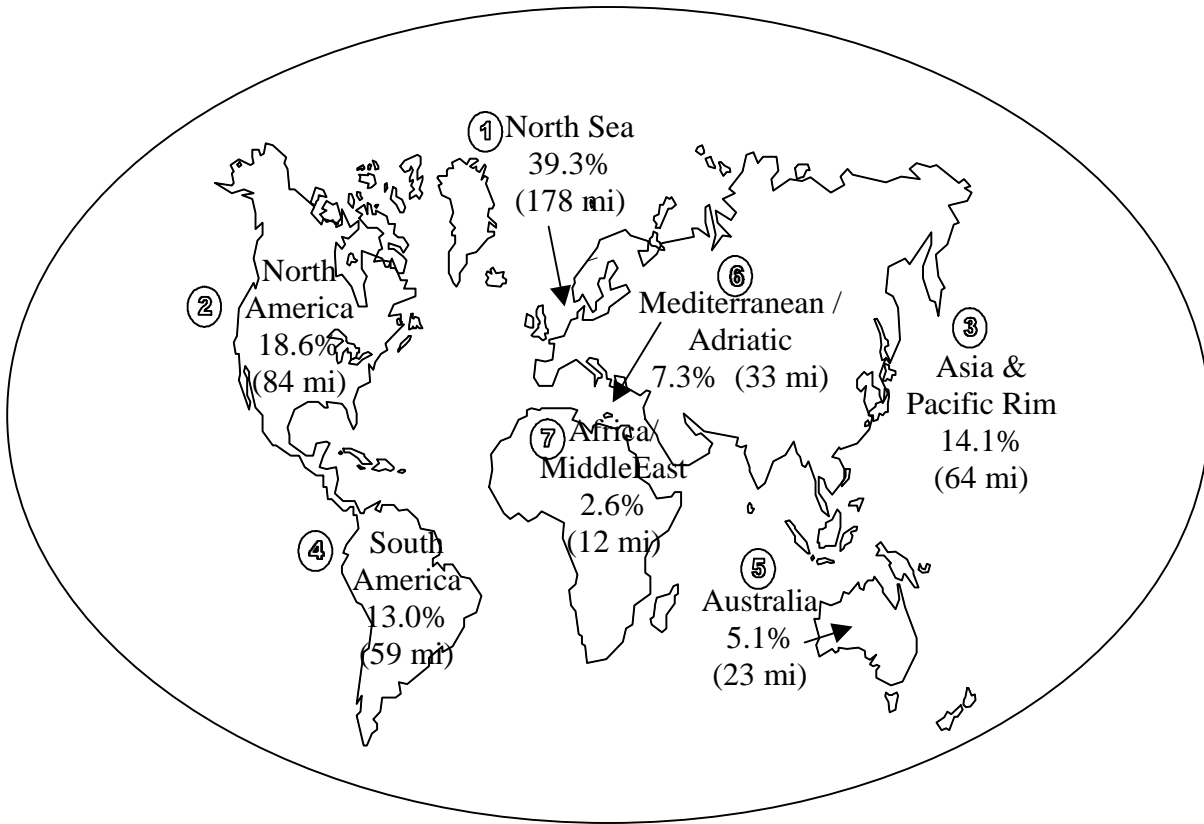 1 North Sea
39.3%
(178 mi)
2
North
America
18.6%
(84 mi)
6
Mediterranean /
Adriatic
7.3% (33 mi)
3
Asia &
Pacific Rim
14.1%
(64 mi)
7 Africa/
MiddleEast
2.6%
(12 mi)
4 South
America
13.0%
(59 mi)
5
Australia
5.1%
(23 mi)